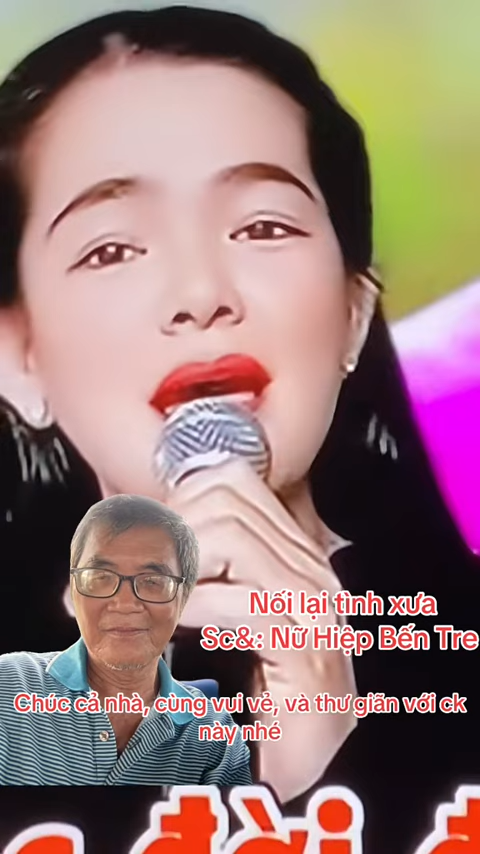 Nối lại tình xưa
Sc&: Nữ Hiệp Bến Tre
Chúc cả nhà, cùng vui vẻ, và thư giãn với ck
này nhé
đời